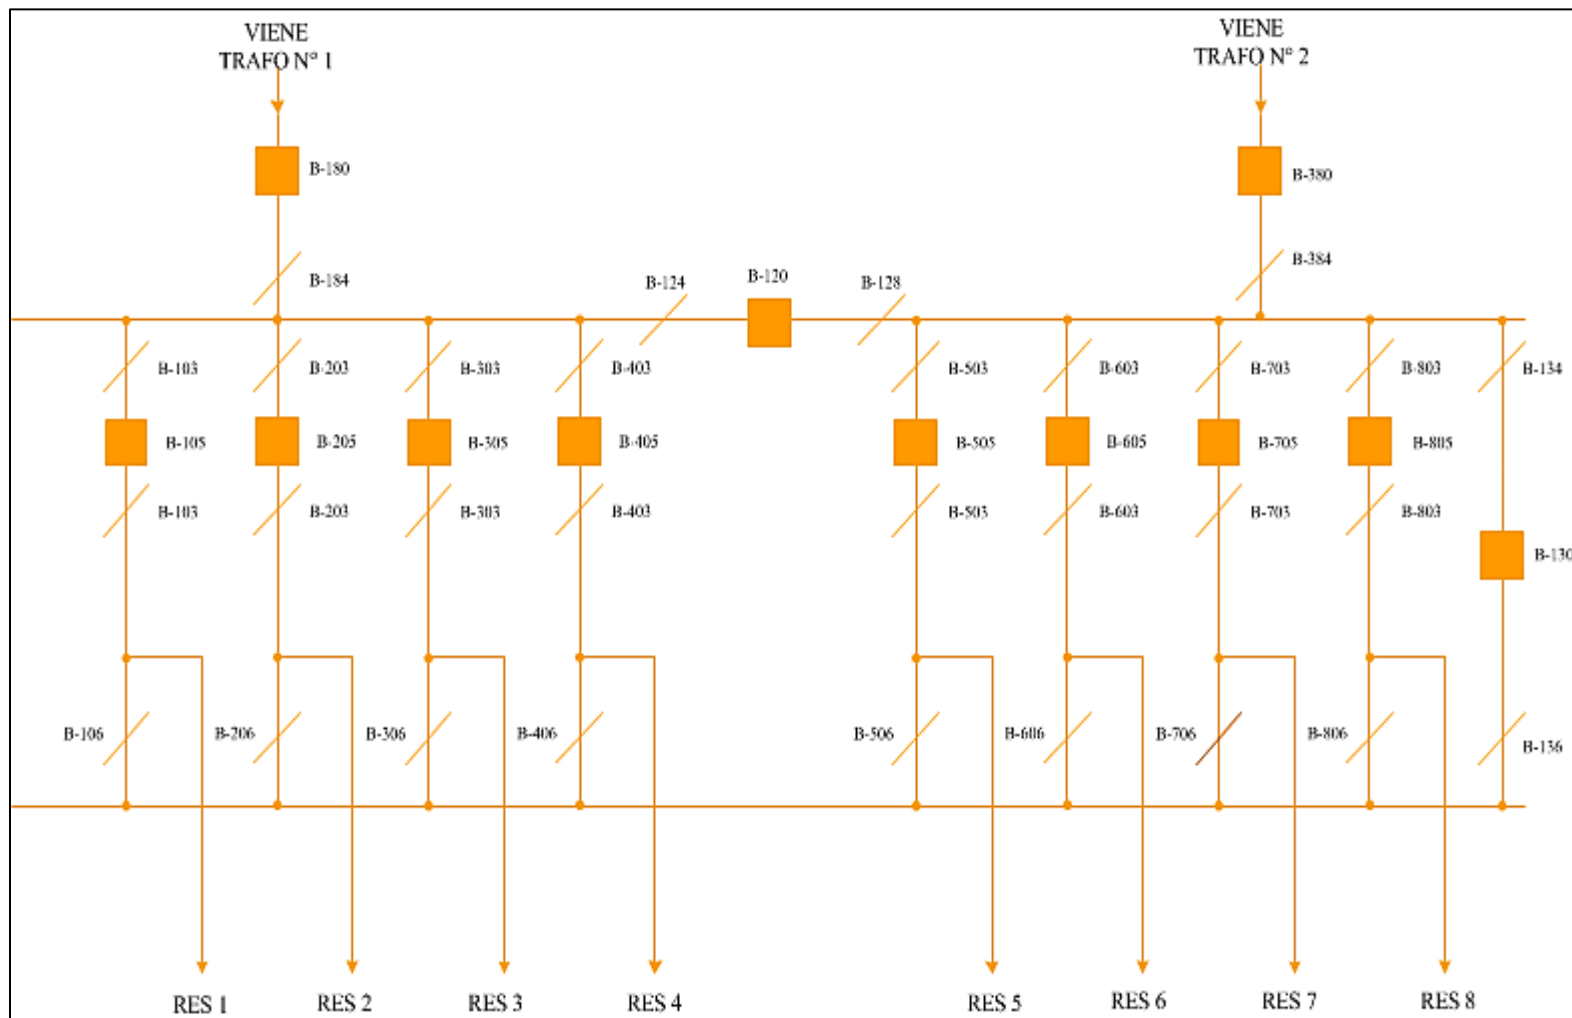 VIENE
TRAFO N° 1
VIENE
TRAFO N° 2
B-180
B-380
B-184
B-384
B-124
B-120
B-128
B-103
B-203
B-303
B-403
B-503
B-603
B-703
B-803
B-134
B-105
B-205
B-305
B-405
B-505
B-605
B-705
B-805
B-103
B-203
B-303
B-403
B-503
B-603
B-703
B-803
B-130
B-106
B-206
B-306
B-406
B-506
B-606
B-706
B-806
B-136
RES 1
RES 2
RES 3
RES 4
RES 5
RES 6
RES 7
RES 8